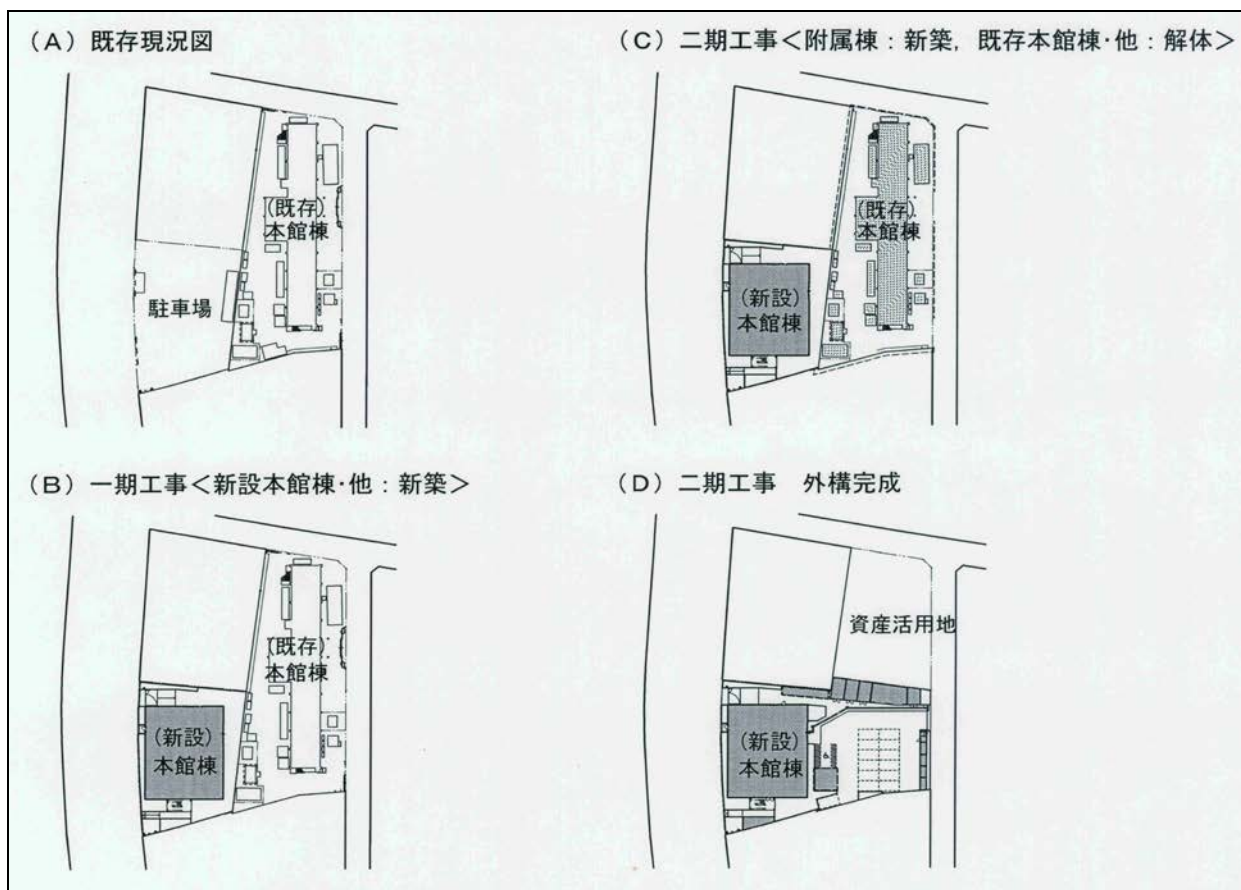 (A) 既存現況図
(既存)
本館棟
駐車場
(B) 一期工事<新設本館棟・他：新築>
(既存)
本館棟
(新設)
本館棟
(C) 二期工事<附属棟：新築，既存本館棟・他：解体>
(既存)
本館棟
(新設)
本館棟
(D) 二期工事　外構完成
資産活用地
(新設)
本館棟